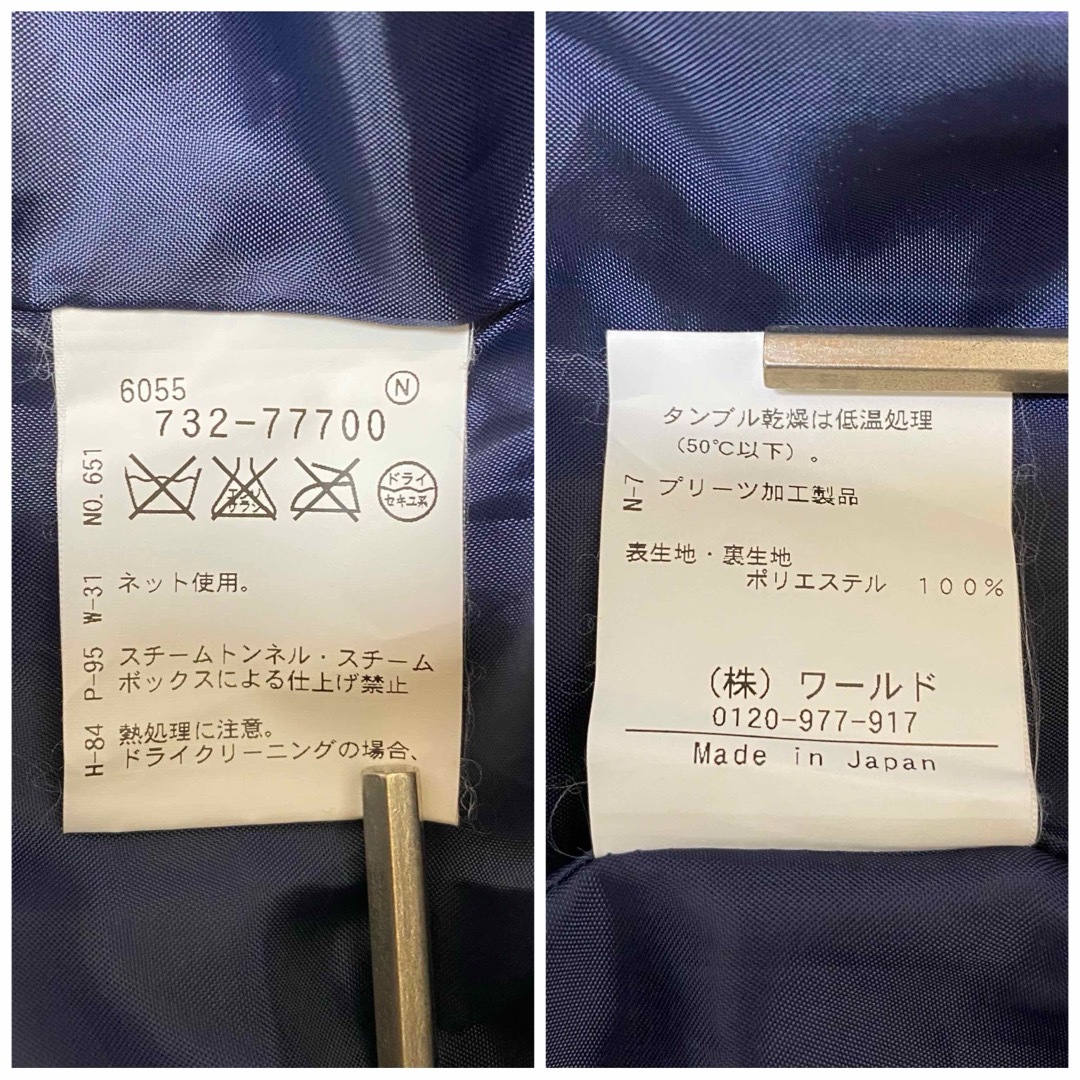 6055
Ⓝ
732-77700
エンソ
サラシ
ドライ
セキユ系
NO.651
W-31
P-95
H-84
ネット使用。
スチームトンネル・スチーム
ボックスによる仕上げ禁止
熱処理に注意。
ドライクリーニングの場合、
タンブル乾燥は低温処理
(50℃以下)。
N-7
プリーツ加工製品
表生地・裏生地
ポリエステル 100%
(株)ワールド
0120-977-917
Made in Japan